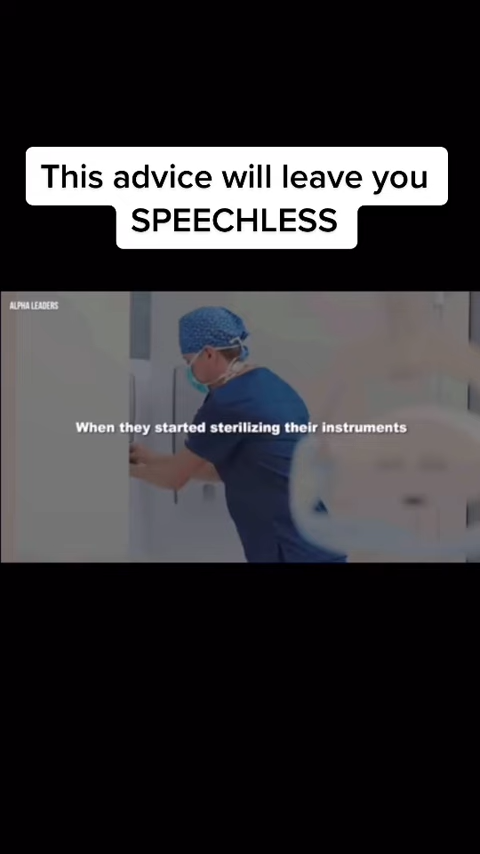 This advice will leave you
SPEECHLESS
ALPHA LEADERS
When they started sterilizing their instruments